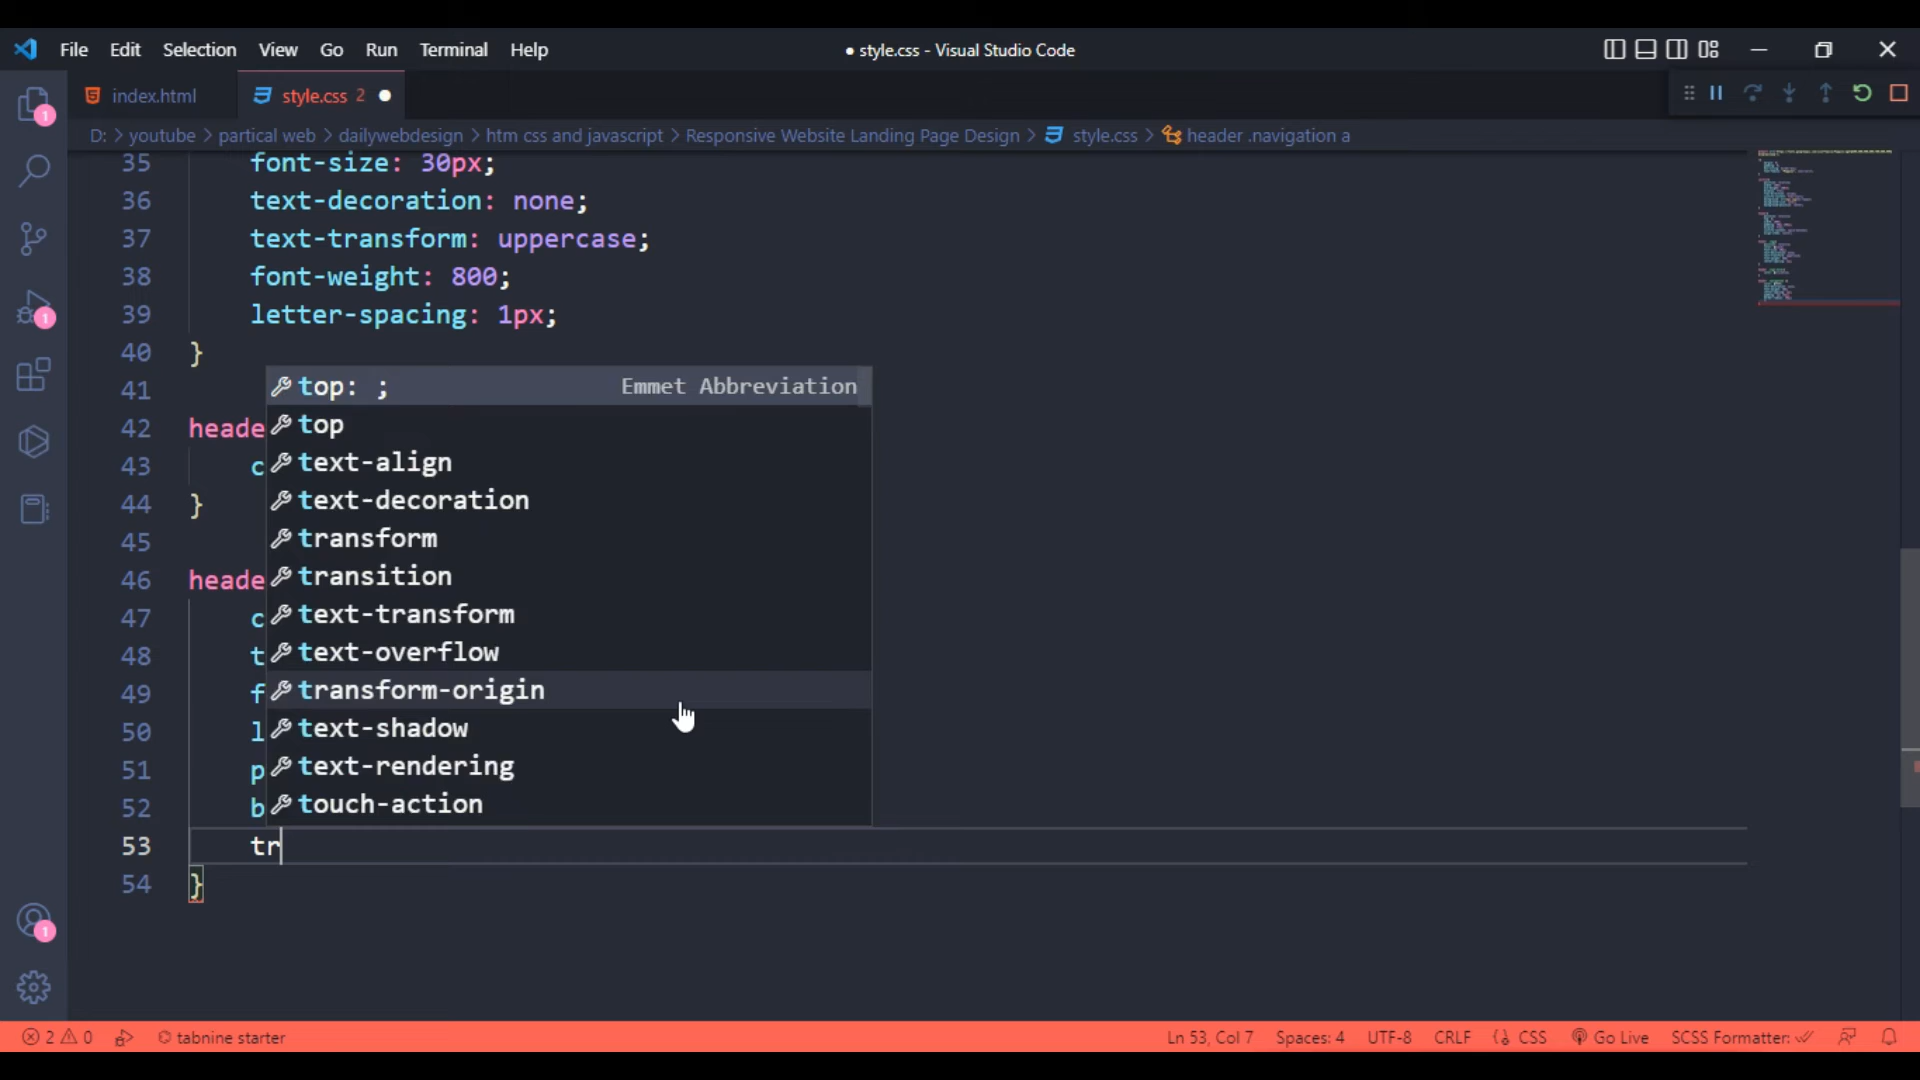 File Edit Selection View Go Run Terminal Help
● style.css - Visual Studio Code
index.html style.css 2
D: > youtube > partical web > dailywebdesign > htm css and javascript > Responsive Website Landing Page Design > style.css > header .navigation a
35 font-size: 30px;
36 text-decoration: none;
37 text-transform: uppercase;
38 font-weight: 800;
39 letter-spacing: 1px;
40 }
41
42 heade
43 c
44 }
45
46 heade
47 c
48 t
49 f
50 l
51 p
52 b
53 tr
54 }
top: ; Emmet Abbreviation
top
text-align
text-decoration
transform
transition
text-transform
text-overflow
transform-origin
text-shadow
text-rendering
touch-action
1
1
1
2 0 tabnine starter Ln 53, Col 7 Spaces: 4 UTF-8 CRLF CSS Go Live SCSS Formatter: